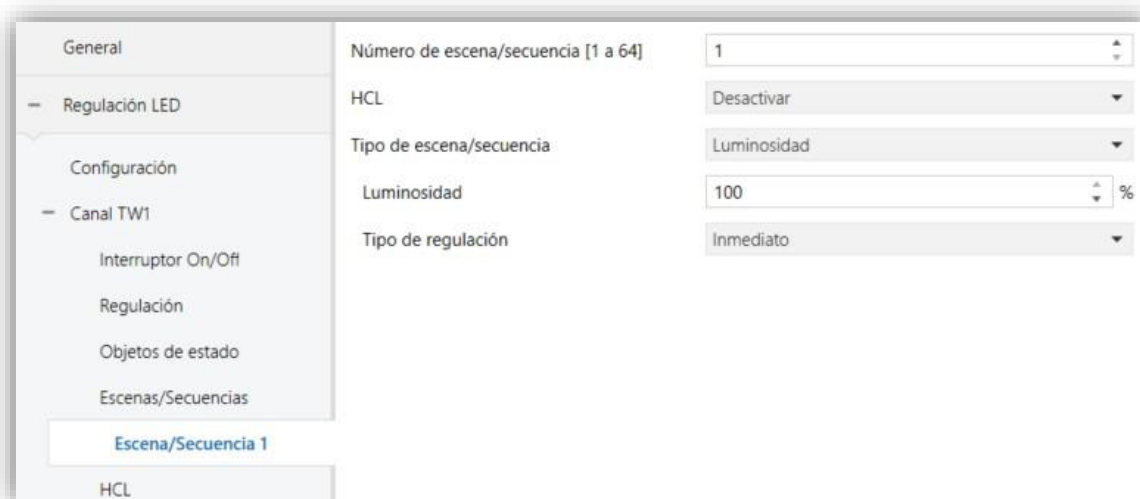 General
Regulación LED
Configuración
Canal TW1
Interruptor On/Off
Regulación
Objetos de estado
Escenas/Secuencias
Escena/Secuencia 1
HCL
Número de escena/secuencia [1 a 64] 1
HCL Desactivar
Tipo de escena/secuencia Luminosidad
Luminosidad 100 %
Tipo de regulación Inmediato